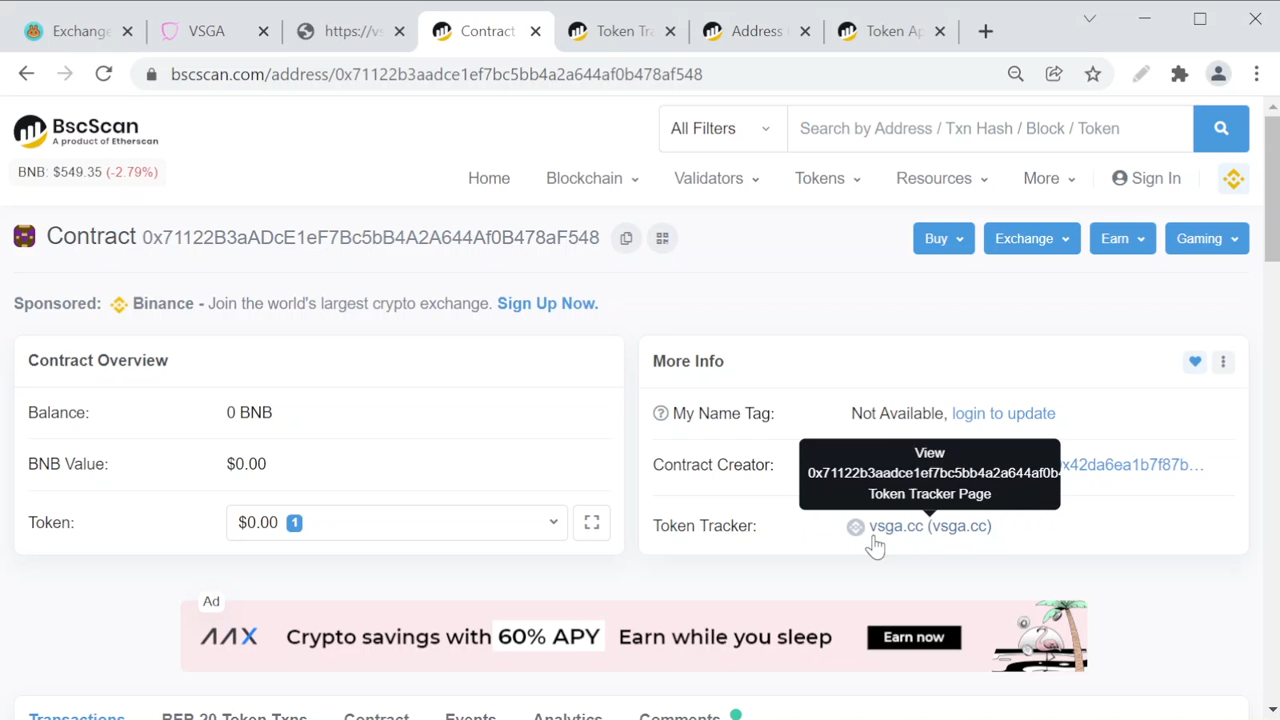 Exchange
VSGA
https://vs
Contract
Token Tra
Address
Token Ap
bscscan.com/address/0x71122b3aadce1ef7bc5bb4a2a644af0b478af548
BscScan
A product of Etherscan
BNB: $549.35 (-2.79%)
All Filters
Search by Address / Txn Hash / Block / Token
Home
Blockchain
Validators
Tokens
Resources
More
Sign In
Contract 0x71122B3aADcE1eF7Bc5bB4A2A644Af0B478aF548
Buy
Exchange
Earn
Gaming
Sponsored: Binance - Join the world's largest crypto exchange. Sign Up Now.
Contract Overview
Balance: 0 BNB
BNB Value: $0.00
Token: $0.00 1
More Info
My Name Tag: Not Available, login to update
Contract Creator: 0x42da6ea1b7f87b...
View
0x71122b3aadce1ef7bc5bb4a2a644af0b4
Token Tracker Page
Token Tracker: vsga.cc (vsga.cc)
Ad
AAX Crypto savings with 60% APY Earn while you sleep Earn now
Transactions
BEP-20 Token Txns
Contract
Events
Analytics
Comments